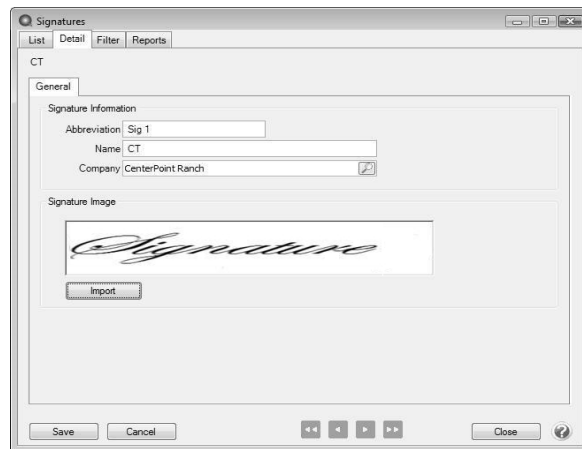 Signatures
List Detail Filter Reports
CT
General
Signature Information
Abbreviation Sig 1
Name CT
Company CenterPoint Ranch
Signature Image
Signature
Import
Save Cancel Close ?